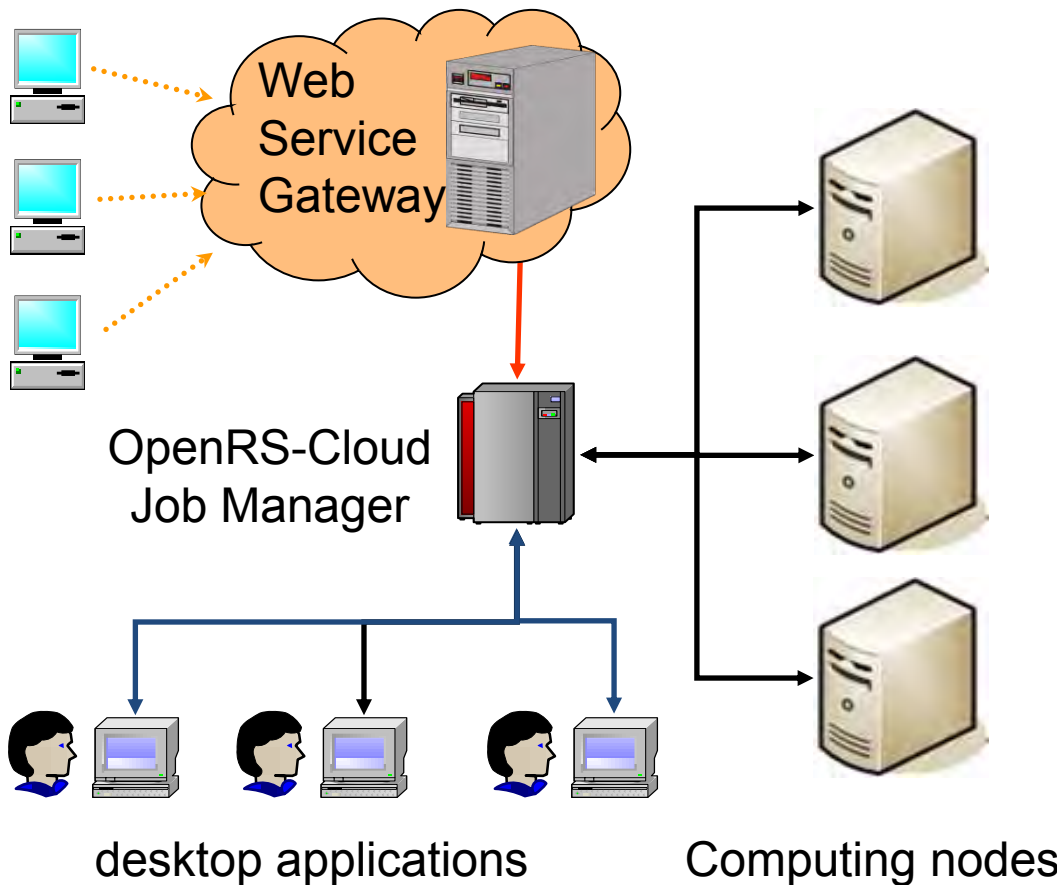 Web
Service
Gateway
OpenRS-Cloud
Job Manager
desktop applications
Computing nodes